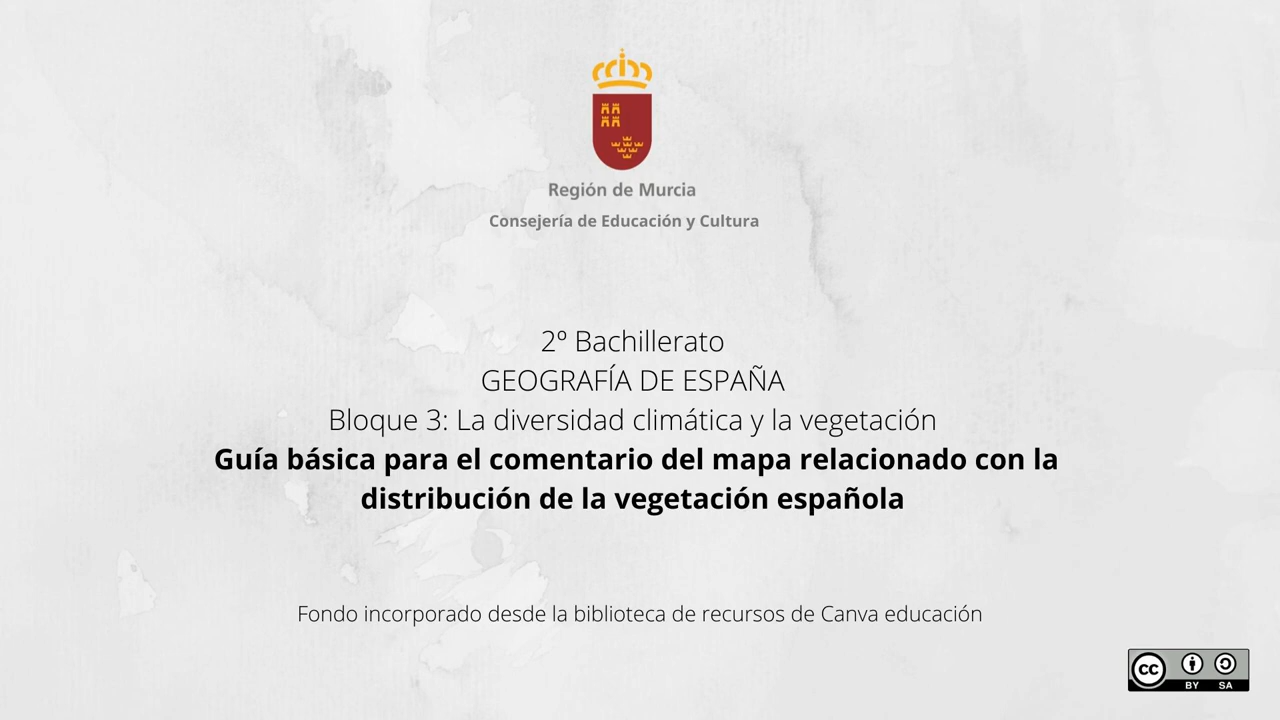 Región de Murcia
Consejería de Educación y Cultura
2º Bachillerato
GEOGRAFÍA DE ESPAÑA
Bloque 3: La diversidad climática y la vegetación
Guía básica para el comentario del mapa relacionado con la
distribución de la vegetación española
Fondo incorporado desde la biblioteca de recursos de Canva educación
cc BY SA